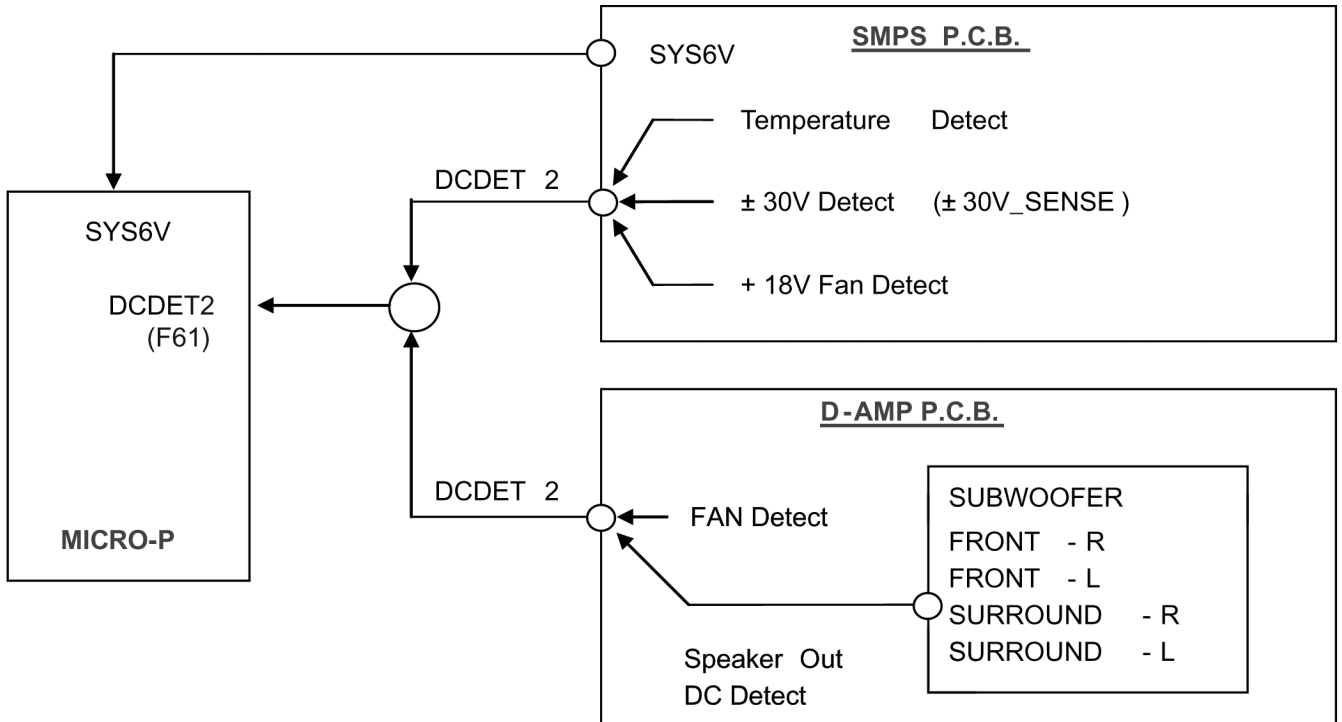 SMPS P.C.B.
SYS6V
Temperature Detect
DCDET 2
± 30V Detect (± 30V_SENSE )
+ 18V Fan Detect
SYS6V
DCDET2
(F61)
MICRO-P
D-AMP P.C.B.
DCDET 2
FAN Detect
SUBWOOFER
FRONT - R
FRONT - L
SURROUND - R
SURROUND - L
Speaker Out
DC Detect